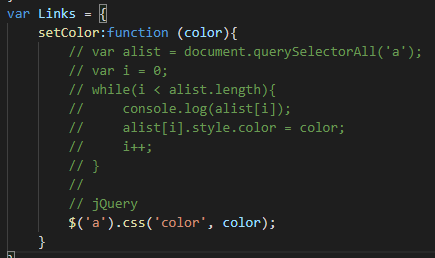 var Links = {
    setColor:function (color){
        // var alist = document.querySelectorAll('a');
        // var i = 0;
        // while(i < alist.length){
        //     console.log(alist[i]);
        //     alist[i].style.color = color;
        //     i++;
        // }
        //
        // jQuery
        $('a').css('color', color);
    }